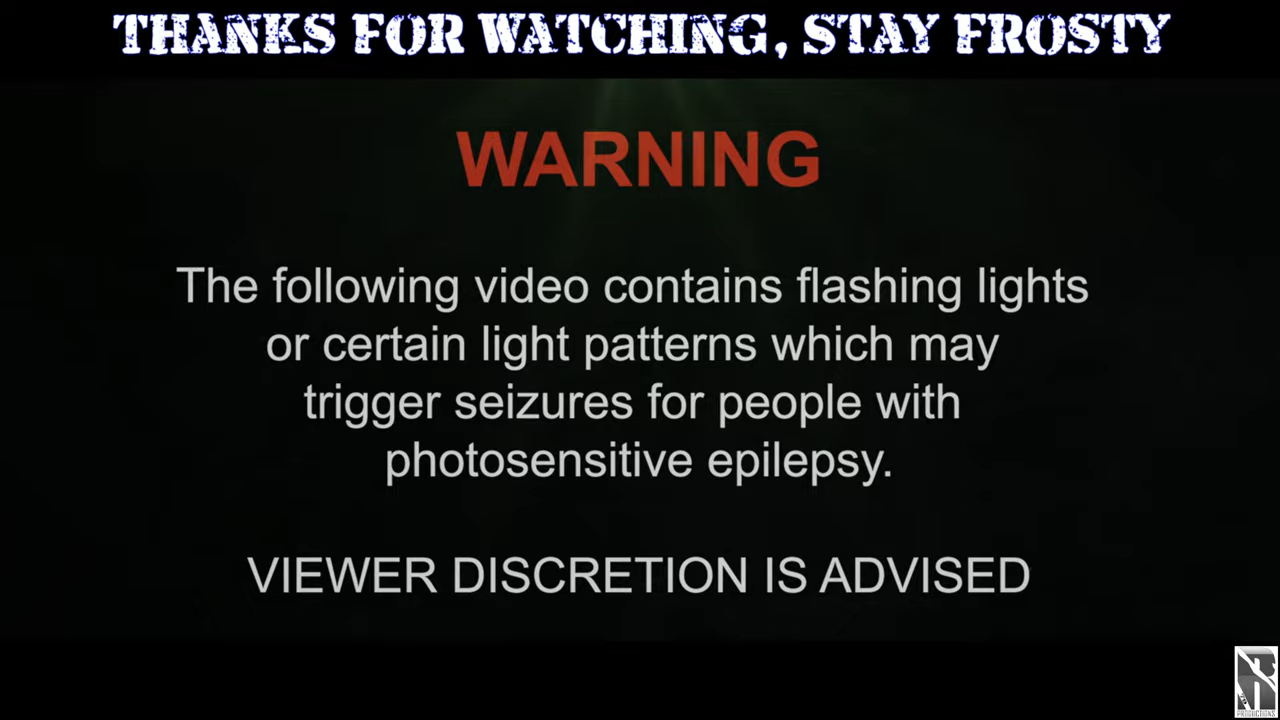 THANKS FOR WATCHING, STAY FROSTY
WARNING
The following video contains flashing lights
or certain light patterns which may
trigger seizures for people with
photosensitive epilepsy.
VIEWER DISCRETION IS ADVISED
PRODUCTIONS